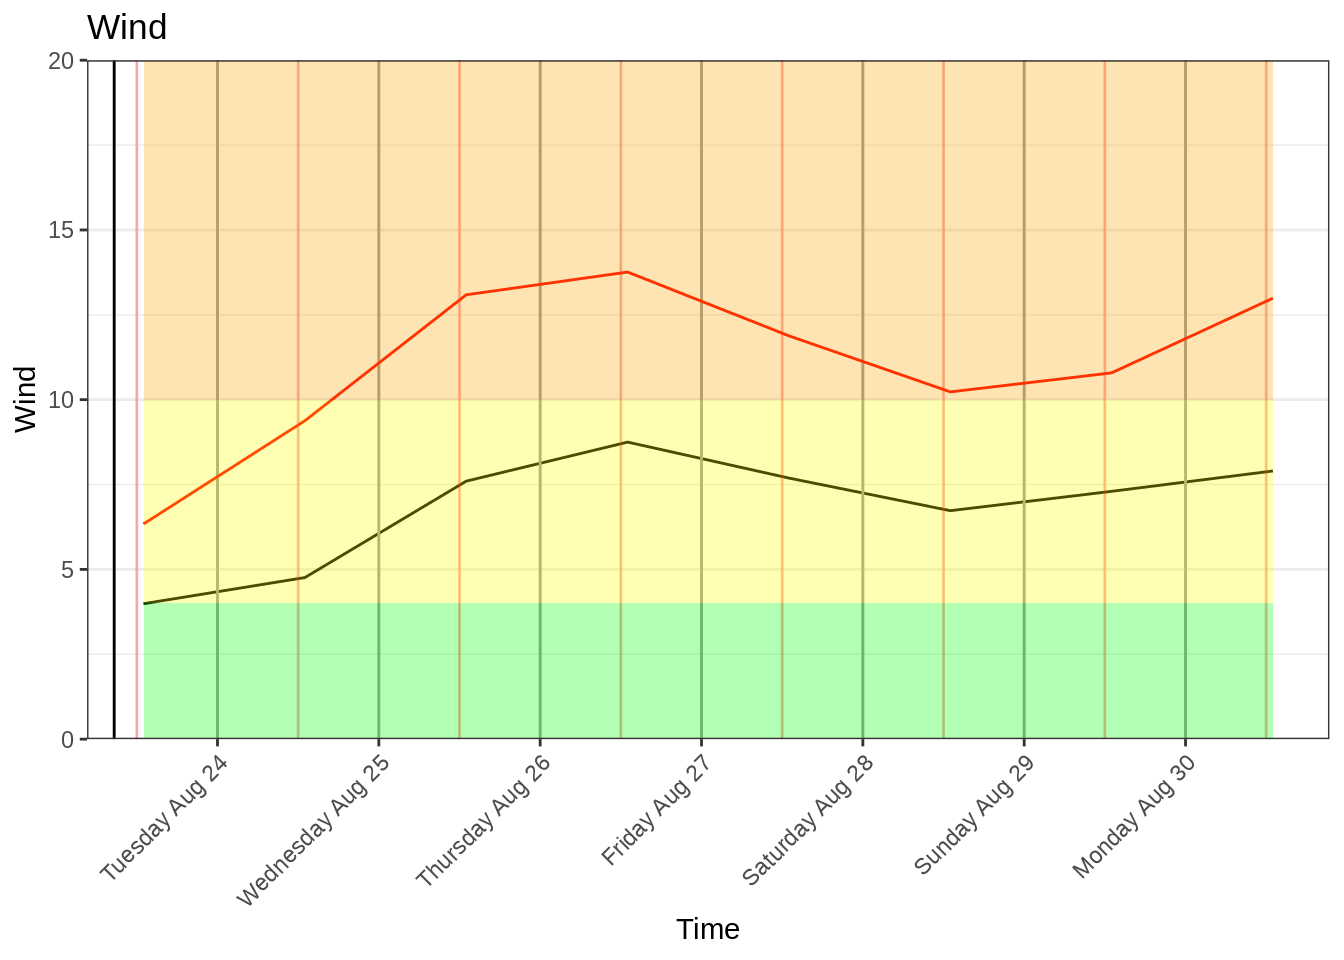 Wind
20
15
10
5
0
Wind
Tuesday Aug 24
Wednesday Aug 25
Thursday Aug 26
Friday Aug 27
Saturday Aug 28
Sunday Aug 29
Monday Aug 30
Time